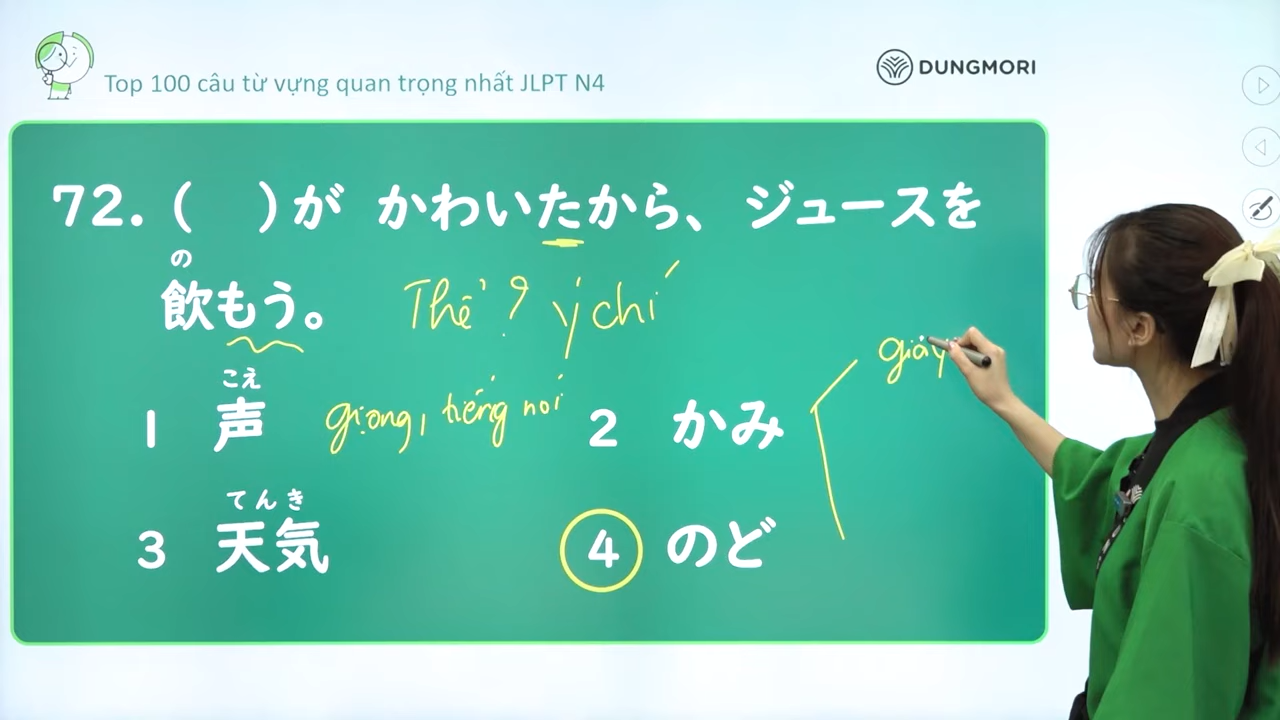 Top 100 câu từ vựng quan trọng nhất JLPT N4
DUNGMORI
72. (　)が かわいたから、ジュースを
の
飲もう。
Thể ý chí
こえ
1 声 giọng, tiếng nói 2 かみ giấy
てんき
3 天気 4 のど